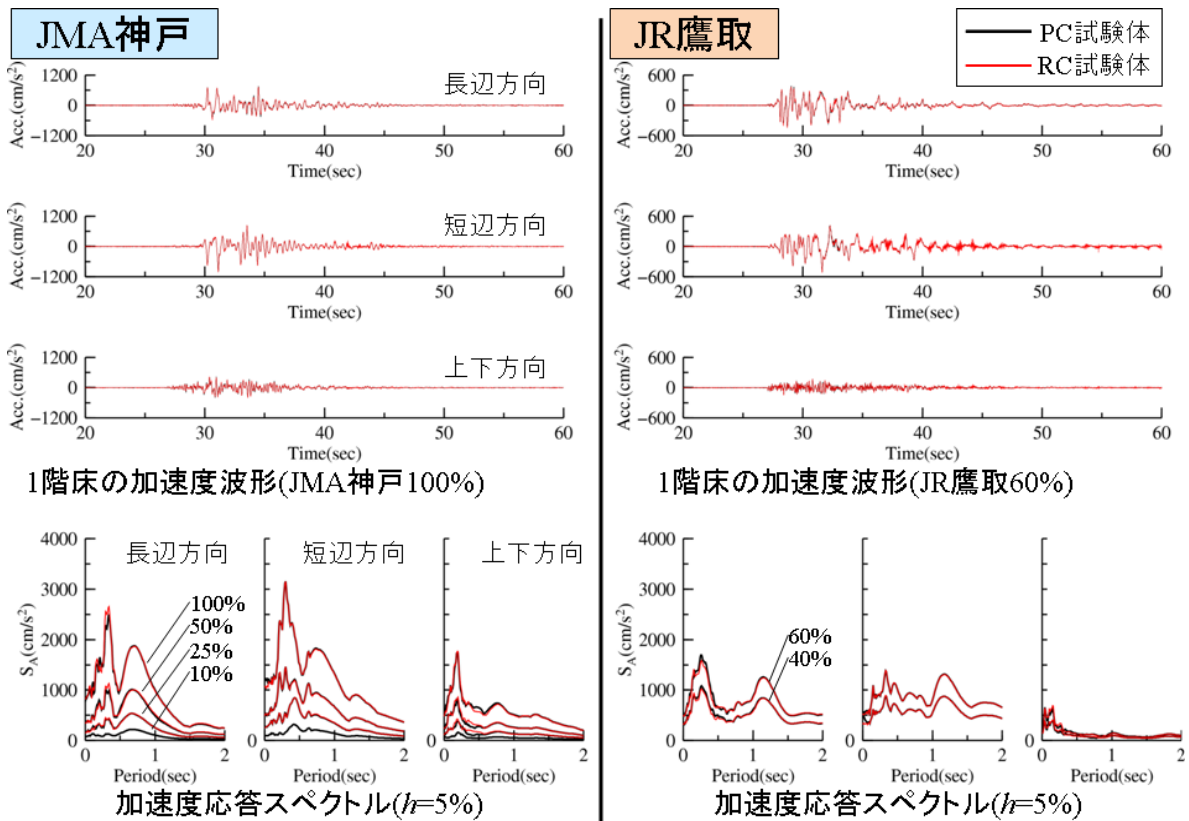 JMA神戸
1200
0
−1200
Acc.(cm/s²)
長辺方向
20 30 40 50 60
Time(sec)
1200
0
−1200
Acc.(cm/s²)
短辺方向
20 30 40 50 60
Time(sec)
1200
0
−1200
Acc.(cm/s²)
上下方向
20 30 40 50 60
Time(sec)
1階床の加速度波形(JMA神戸100%)
4000
3000
2000
1000
0
S_A(cm/s²)
長辺方向
100%
50%
25%
10%
0 1 2
Period(sec)
短辺方向
0
0 1 2
Period(sec)
上下方向
0
0 1 2
Period(sec)
加速度応答スペクトル(h=5%)
JR鷹取
PC試験体
RC試験体
600
0
−600
Acc.(cm/s²)
20 30 40 50 60
Time(sec)
600
0
−600
Acc.(cm/s²)
20 30 40 50 60
Time(sec)
600
0
−600
Acc.(cm/s²)
20 30 40 50 60
Time(sec)
1階床の加速度波形(JR鷹取60%)
4000
3000
2000
1000
0
S_A(cm/s²)
60%
40%
0 1 2
Period(sec)
0
0 1 2
Period(sec)
0
0 1 2
Period(sec)
加速度応答スペクトル(h=5%)